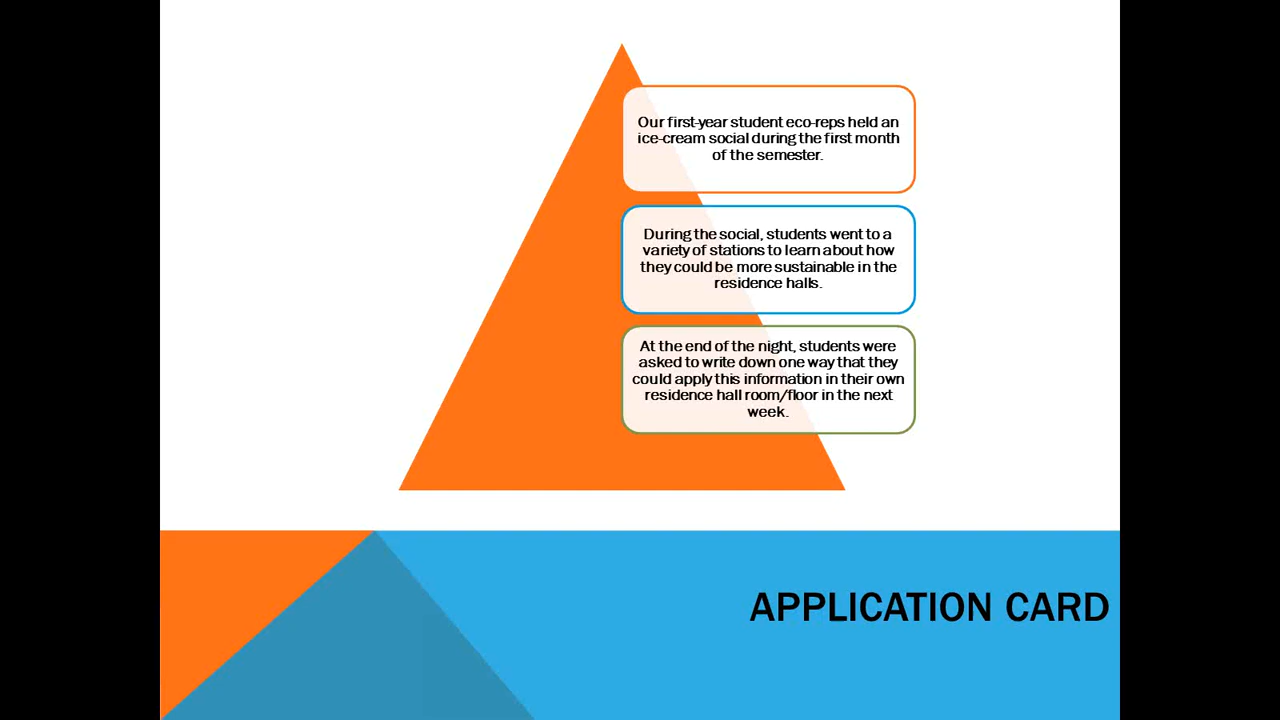 Our first-year student eco-reps held an
ice-cream social during the first month
of the semester.
During the social, students went to a
variety of stations to learn about how
they could be more sustainable in the
residence halls.
At the end of the night, students were
asked to write down one way that they
could apply this information in their own
residence hall room/floor in the next
week.
APPLICATION CARD